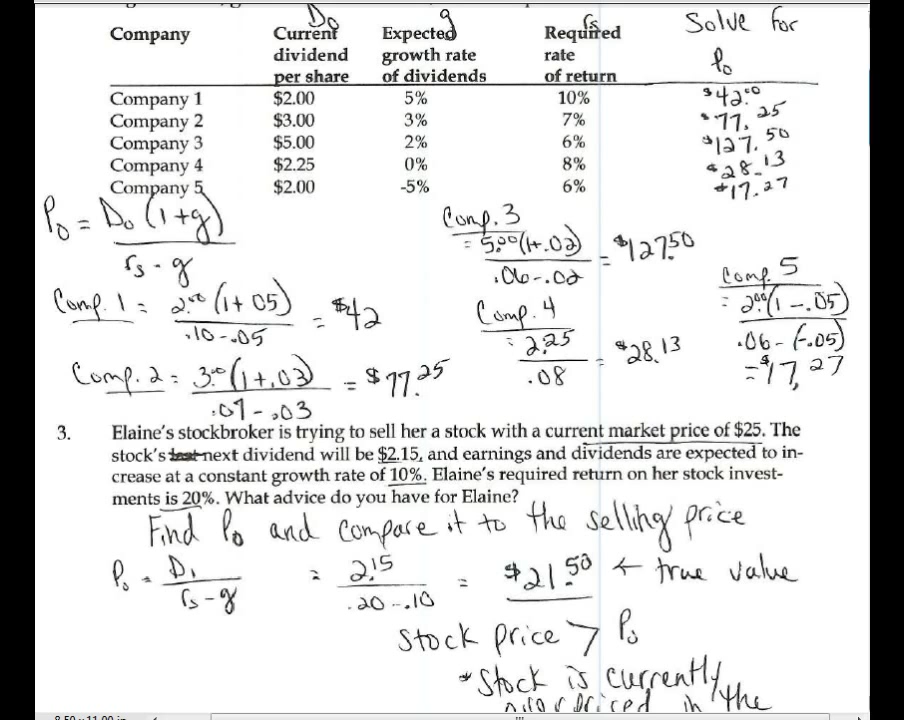 D₀ g rs Solve for
Company Current Expected Required P₀
dividend growth rate rate
per share of dividends of return
Company 1 $2.00 5% 10% $42.00
Company 2 $3.00 3% 7% $77.25
Company 3 $5.00 2% 6% $127.50
Company 4 $2.25 0% 8% $28.13
Company 5 $2.00 -5% 6% $17.27
P₀ = D₀(1+g)
rs - g
Comp. 1 = 2.00 (1+05) = $42
.10-.05
Comp. 2 = 3.00 (1+.03) = $77.25
.07-.03
Comp. 3
= 5.00(1+.02) = $127.50
.06-.02
Comp. 4
= 2.25 = $28.13
.08
Comp. 5
= 2.00(1-.05)
.06-(-.05)
= $17.27
3. Elaine's stockbroker is trying to sell her a stock with a current market price of $25. The
stock's last next dividend will be $2.15, and earnings and dividends are expected to in-
crease at a constant growth rate of 10%. Elaine's required return on her stock invest-
ments is 20%. What advice do you have for Elaine?
Find P₀ and compare it to the selling price
P₀ = D₁ = 2.15 = $21.50 ← true value
rs-g .20-.10
stock price > P₀
*Stock is currently
in the
8.50 x 11.00 in